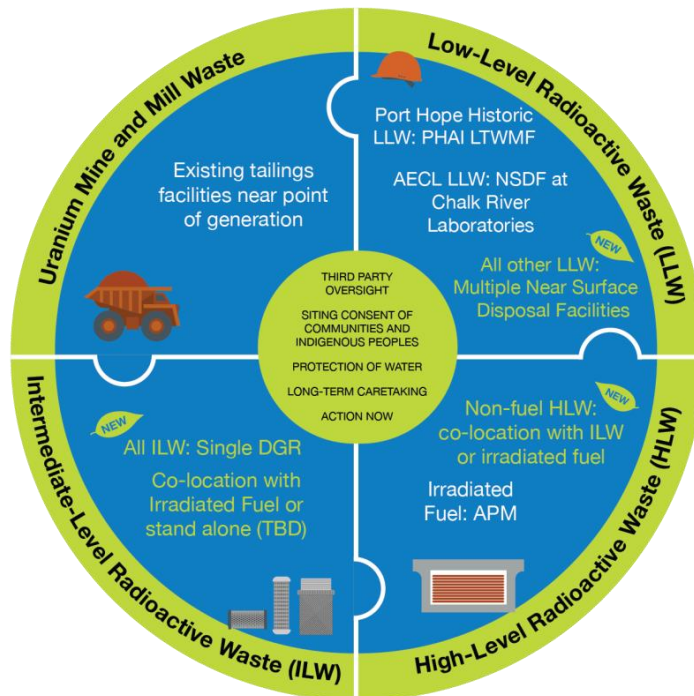 Uranium Mine and Mill Waste
Existing tailings
facilities near point
of generation
Low-Level Radioactive Waste (LLW)
Port Hope Historic
LLW: PHAI LTWMF
AECL LLW: NSDF at
Chalk River
Laboratories
NEW
All other LLW:
Multiple Near Surface
Disposal Facilities
THIRD PARTY
OVERSIGHT
SITING CONSENT OF
COMMUNITIES AND
INDIGENOUS PEOPLES
PROTECTION OF WATER
LONG-TERM CARETAKING
ACTION NOW
Intermediate-Level Radioactive Waste (ILW)
NEW
All ILW: Single DGR
Co-location with
Irradiated Fuel or
stand alone (TBD)
High-Level Radioactive Waste (HLW)
NEW
Non-fuel HLW:
co-location with ILW
or irradiated fuel
Irradiated
Fuel: APM